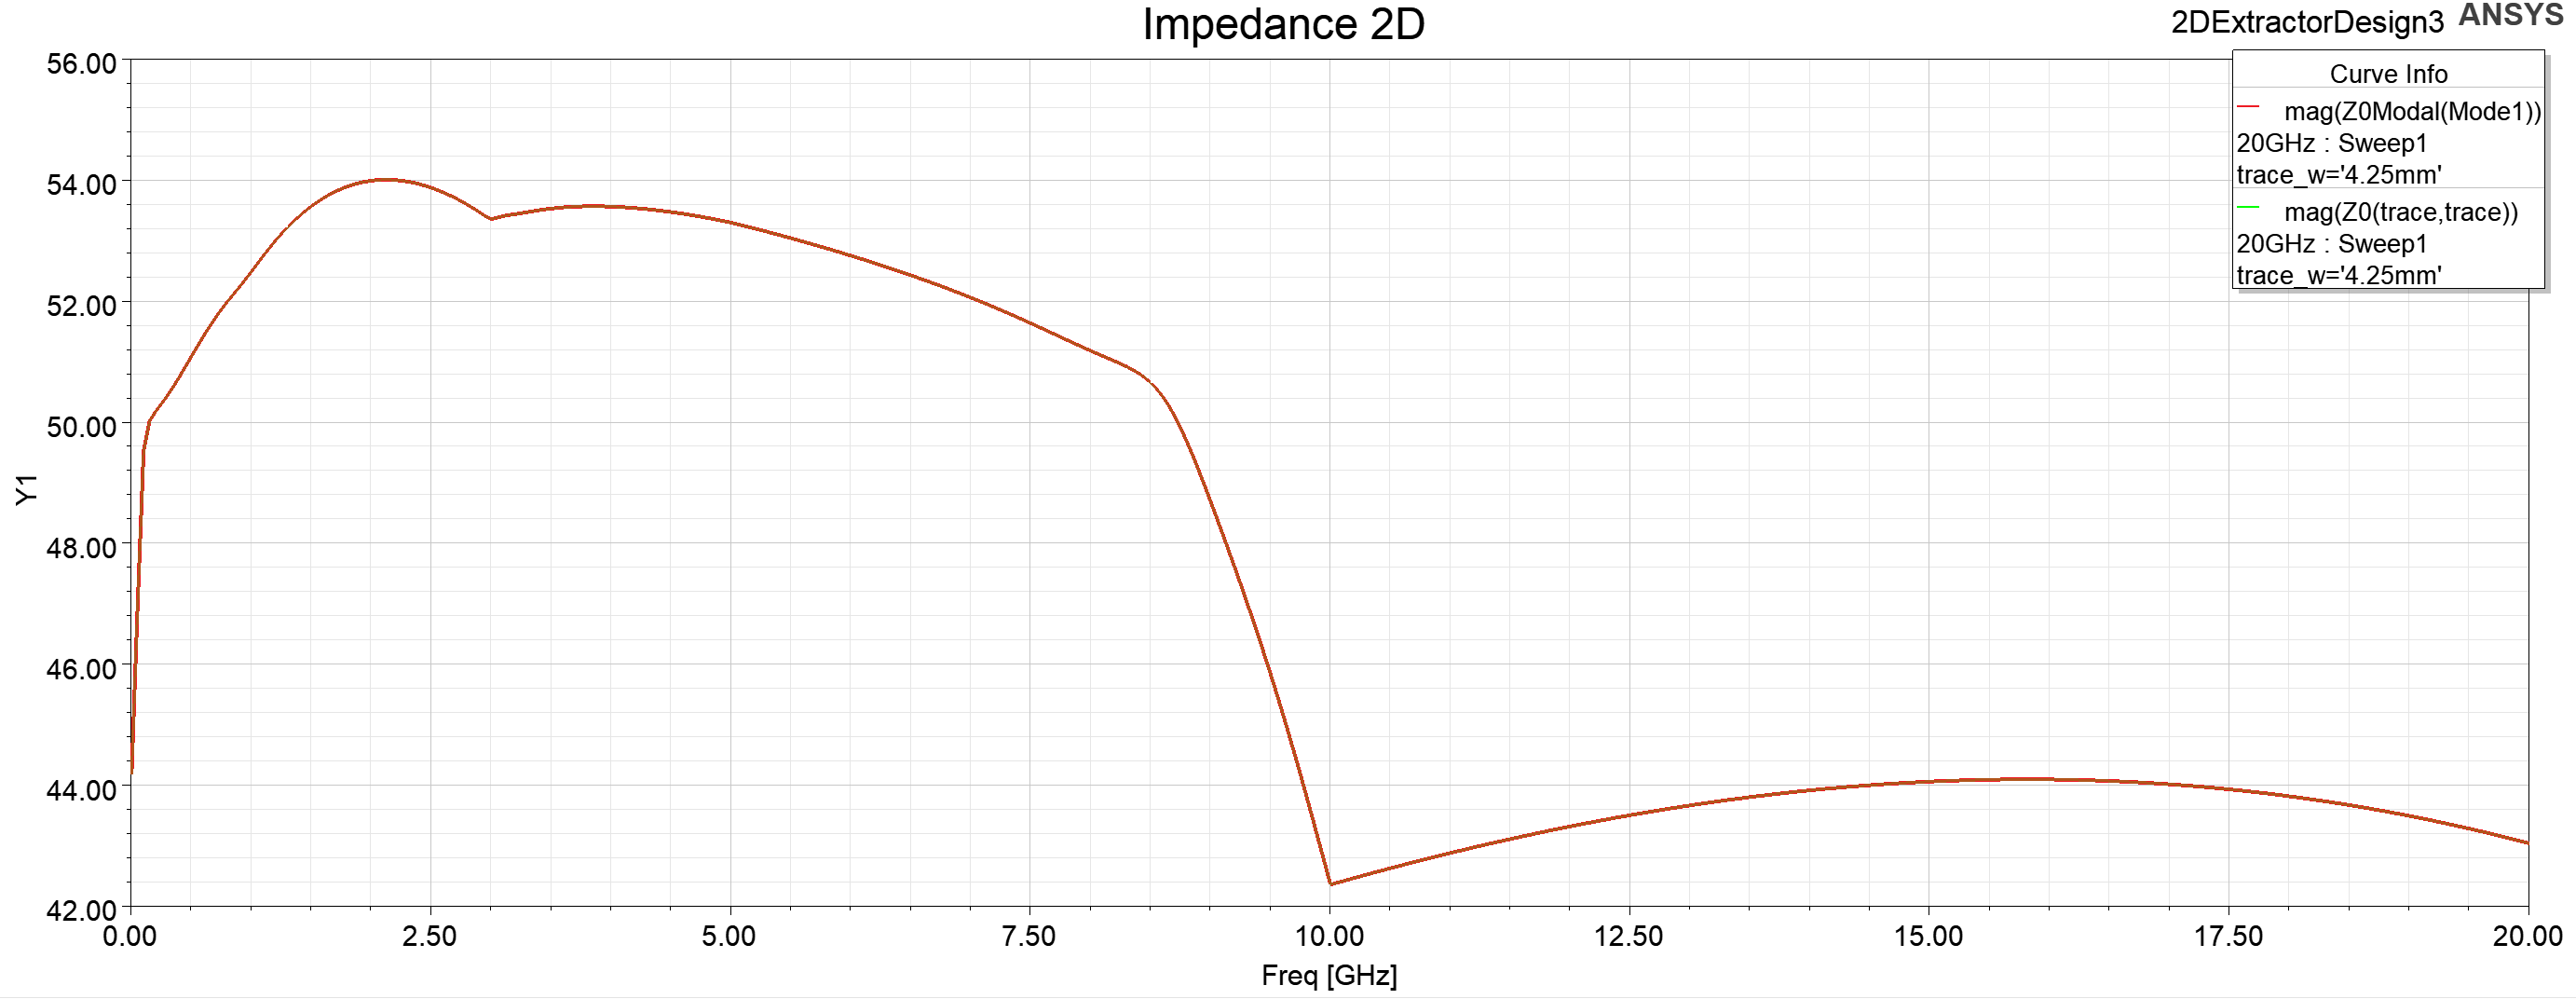 Impedance 2D
2DExtractorDesign3 ANSYS
Curve Info
mag(Z0Modal(Mode1))
20GHz : Sweep1
trace_w='4.25mm'
mag(Z0(trace,trace))
20GHz : Sweep1
trace_w='4.25mm'
56.00
54.00
52.00
50.00
48.00
46.00
44.00
42.00
Y1
0.00 2.50 5.00 7.50 10.00 12.50 15.00 17.50 20.00
Freq [GHz]